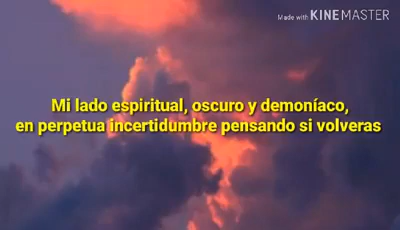 Made with KINEMASTER
Mi lado espiritual, oscuro y demoníaco,
en perpetua incertidumbre pensando si volveras